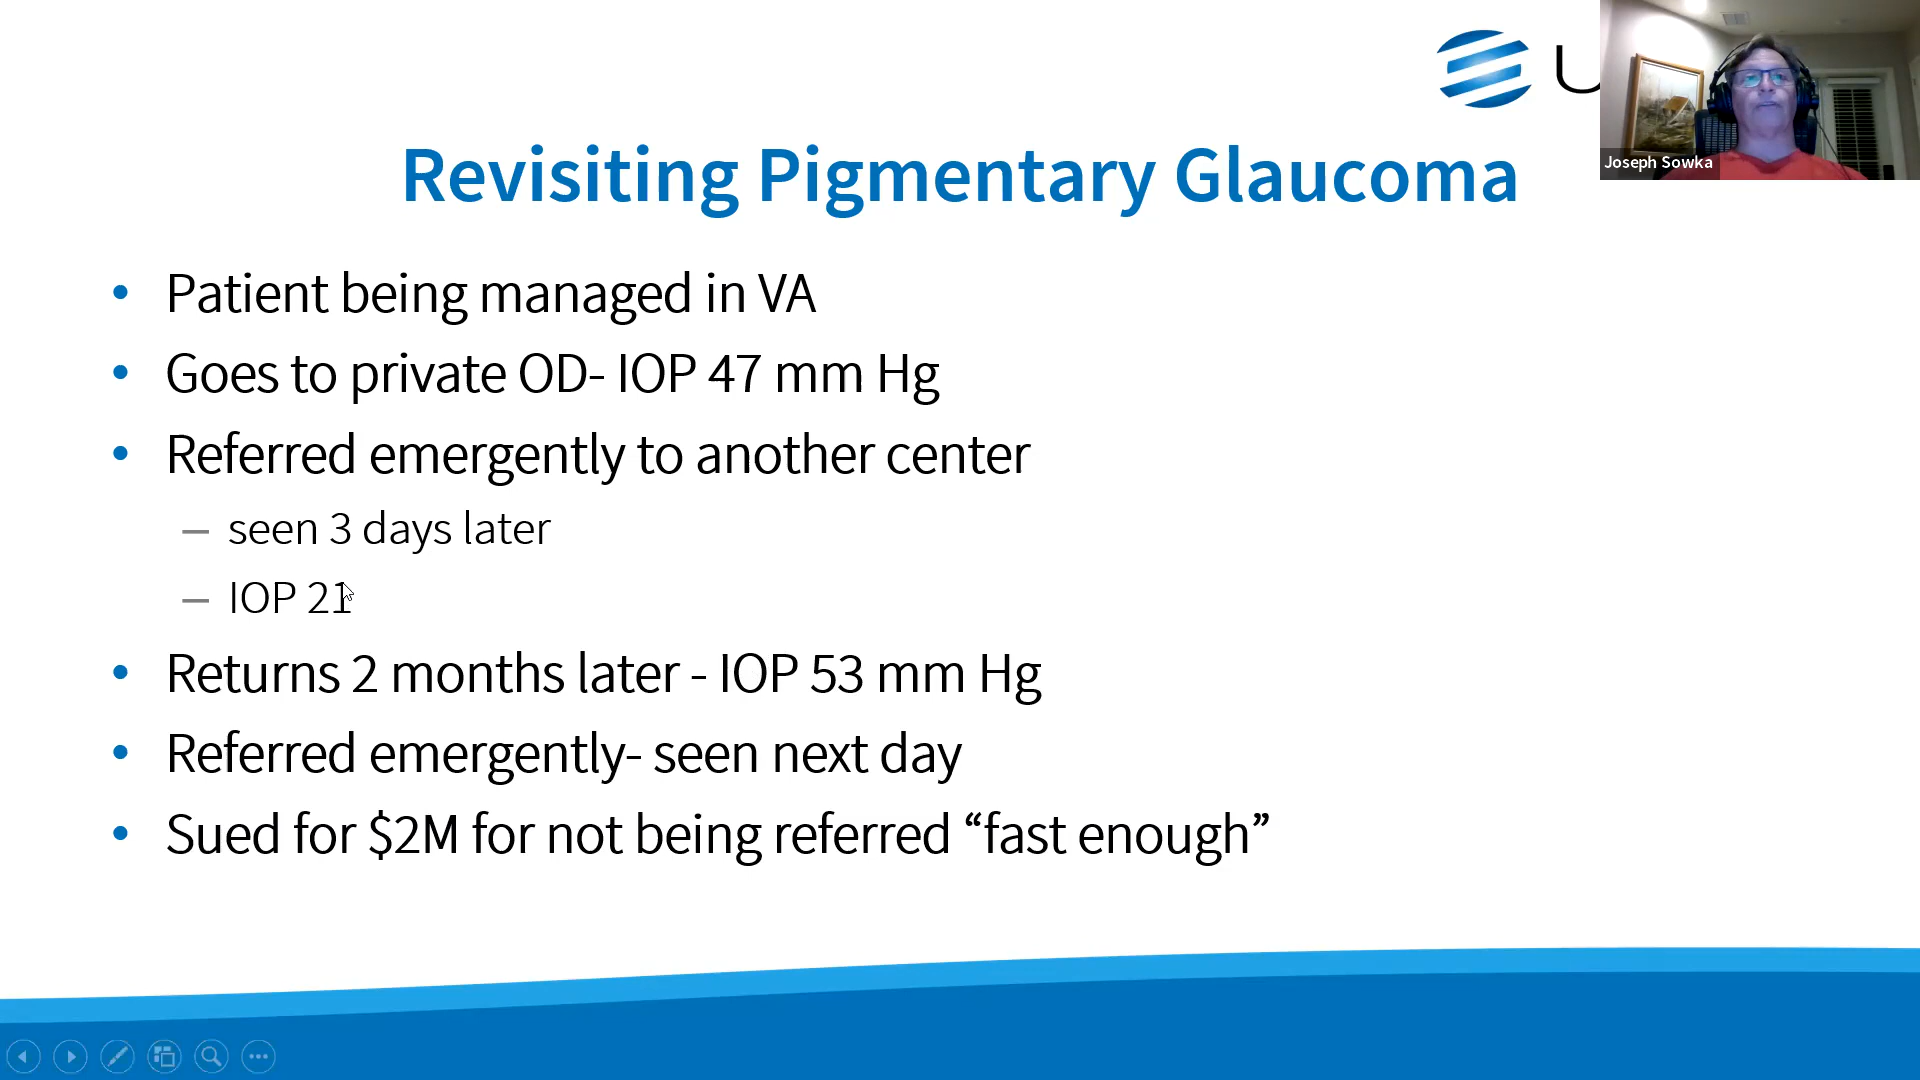 U
Joseph Sowka
Revisiting Pigmentary Glaucoma
• Patient being managed in VA
• Goes to private OD- IOP 47 mm Hg
• Referred emergently to another center
– seen 3 days later
– IOP 21
• Returns 2 months later - IOP 53 mm Hg
• Referred emergently- seen next day
• Sued for $2M for not being referred “fast enough”